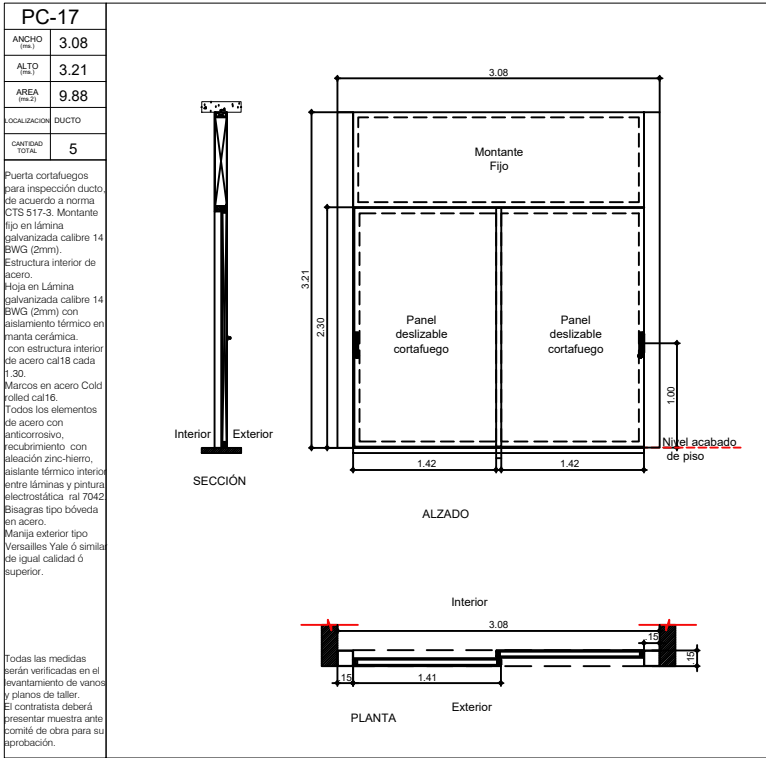 PC-17
ANCHO
(ms.)
3.08
ALTO
(ms.)
3.21
AREA
(ms.2)
9.88
LOCALIZACION
DUCTO
CANTIDAD
TOTAL
5
Puerta cortafuegos
para inspección ducto,
de acuerdo a norma
CTS 517-3. Montante
fijo en lámina
galvanizada calibre 14
BWG (2mm).
Estructura interior de
acero.
Hoja en Lámina
galvanizada calibre 14
BWG (2mm) con
aislamiento térmico en
manta cerámica.
con estructura interior
de acero cal18 cada
1.30.
Marcos en acero Cold
rolled cal16.
Todos los elementos
de acero con
anticorrosivo,
recubrimiento con
aleación zinc-hierro,
aislante térmico interior
entre láminas y pintura
electrostática ral 7042
Bisagras tipo bóveda
en acero.
Manija exterior tipo
Versailles Yale ó similar
de igual calidad ó
superior.
Todas las medidas
serán verificadas en el
levantamiento de vanos
y planos de taller.
El contratista deberá
presentar muestra ante
comité de obra para su
aprobación.
Interior
Exterior
SECCIÓN
3.08
Montante
Fijo
3.21
2.30
Panel
deslizable
cortafuego
Panel
deslizable
cortafuego
1.00
Nivel acabado
de piso
1.42
1.42
ALZADO
Interior
3.08
.15
.15
.15
1.41
Exterior
PLANTA